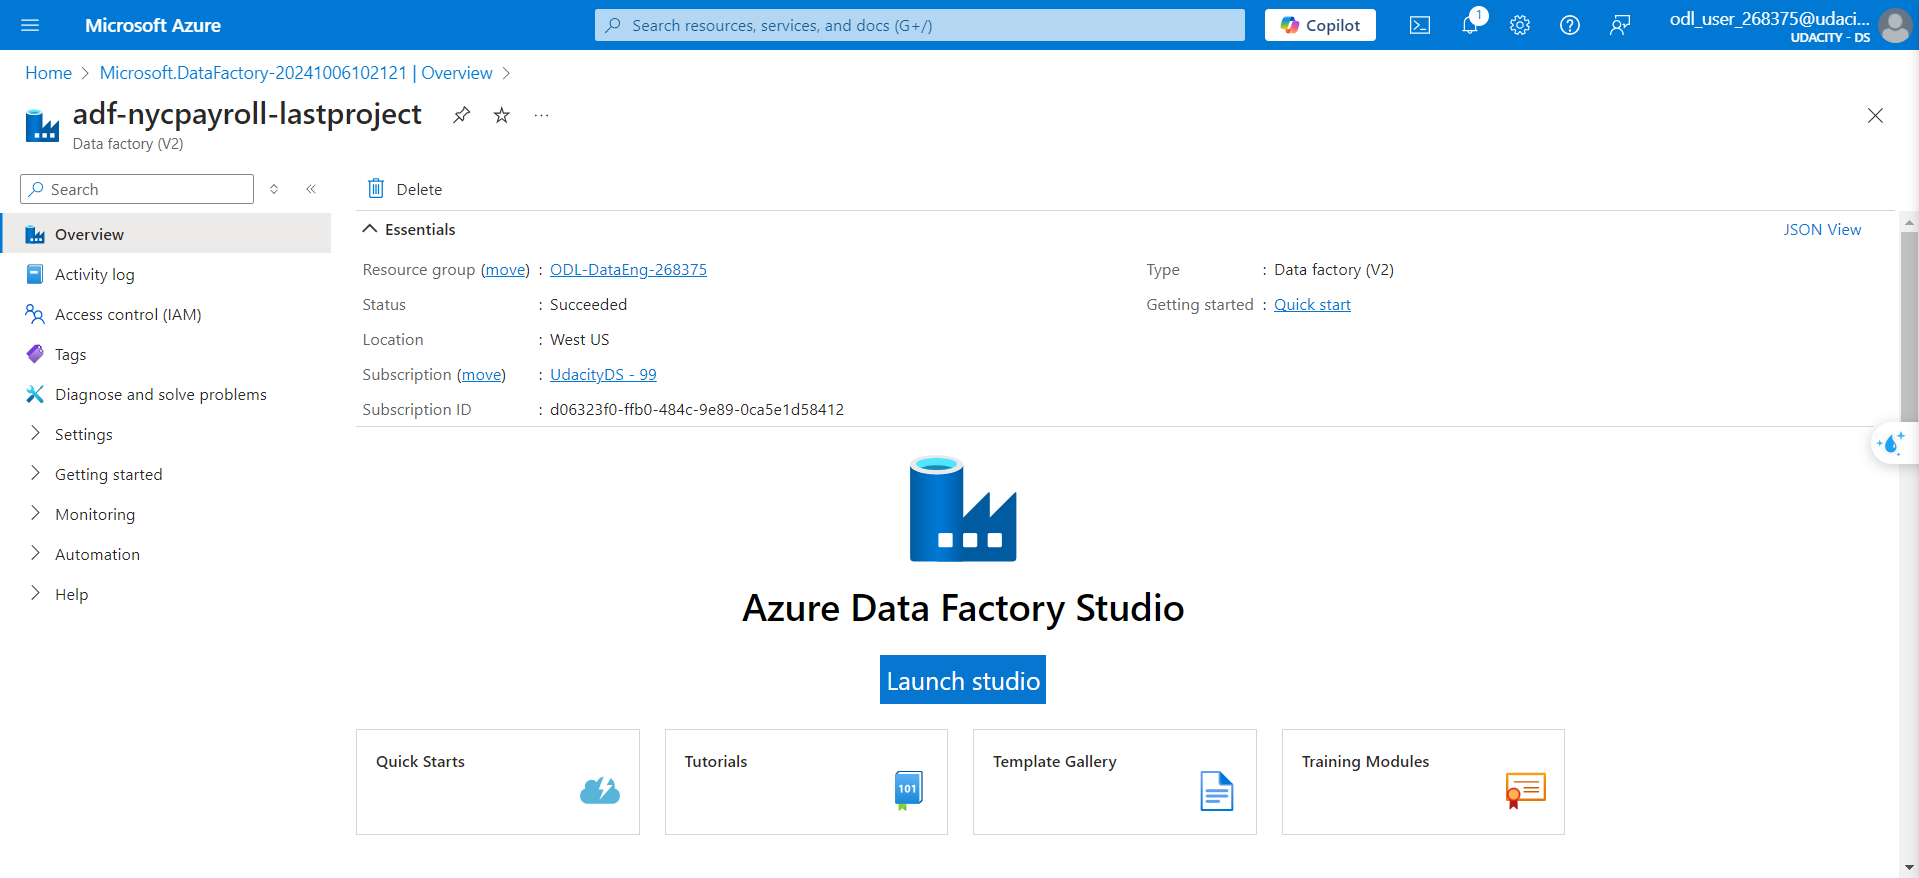 Microsoft Azure
Search resources, services, and docs (G+/)
Copilot
1
odl_user_268375@udaci...
UDACITY - DS
Home > Microsoft.DataFactory-20241006102121 | Overview >
adf-nycpayroll-lastproject
Data factory (V2)
Search
Delete
Overview
Activity log
Access control (IAM)
Tags
Diagnose and solve problems
Settings
Getting started
Monitoring
Automation
Help
Essentials
JSON View
Resource group (move) : ODL-DataEng-268375
Status : Succeeded
Location : West US
Subscription (move) : UdacityDS - 99
Subscription ID : d06323f0-ffb0-484c-9e89-0ca5e1d58412
Type : Data factory (V2)
Getting started : Quick start
Azure Data Factory Studio
Launch studio
Quick Starts
Tutorials
101
Template Gallery
Training Modules